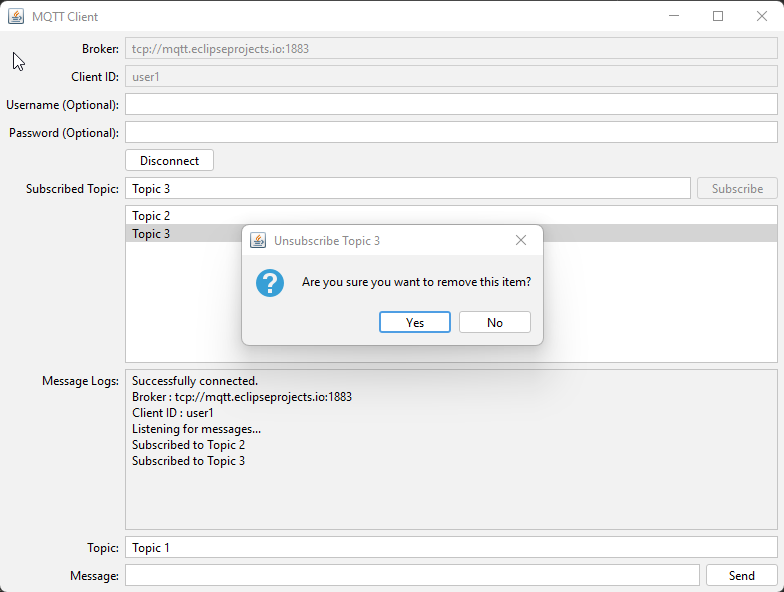 MQTT Client
Broker: tcp://mqtt.eclipseprojects.io:1883
Client ID: user1
Username (Optional):
Password (Optional):
Disconnect
Subscribed Topic: Topic 3 Subscribe
Topic 2
Topic 3
Unsubscribe Topic 3
Are you sure you want to remove this item?
Yes No
Message Logs: Successfully connected.
Broker : tcp://mqtt.eclipseprojects.io:1883
Client ID : user1
Listening for messages...
Subscribed to Topic 2
Subscribed to Topic 3
Topic: Topic 1
Message: Send